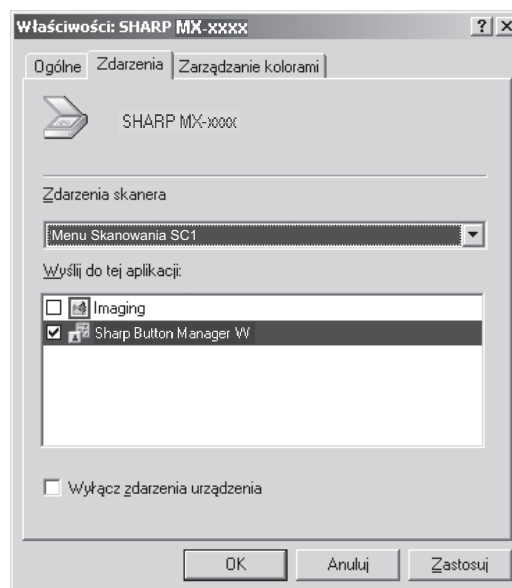 Właściwości: SHARP MX-xxxx
Ogólne Zdarzenia Zarządzanie kolorami
SHARP MX-xxxx
Zdarzenia skanera
Menu Skanowania SC1
Wyślij do tej aplikacji:
Imaging
Sharp Button Manager W
Wyłącz zdarzenia urządzenia
OK Anuluj Zastosuj